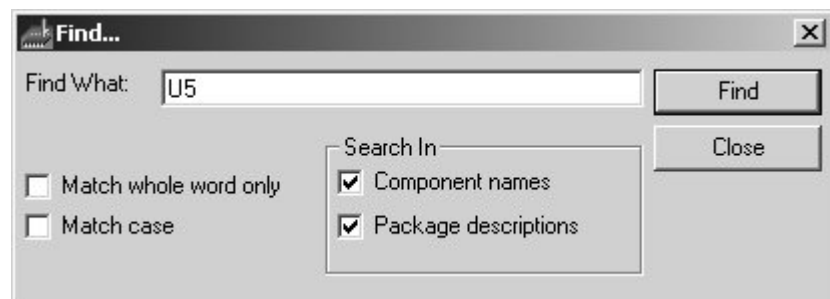 Find...
Find What: U5 Find
Close
Search In
Match whole word only
Match case
Component names
Package descriptions